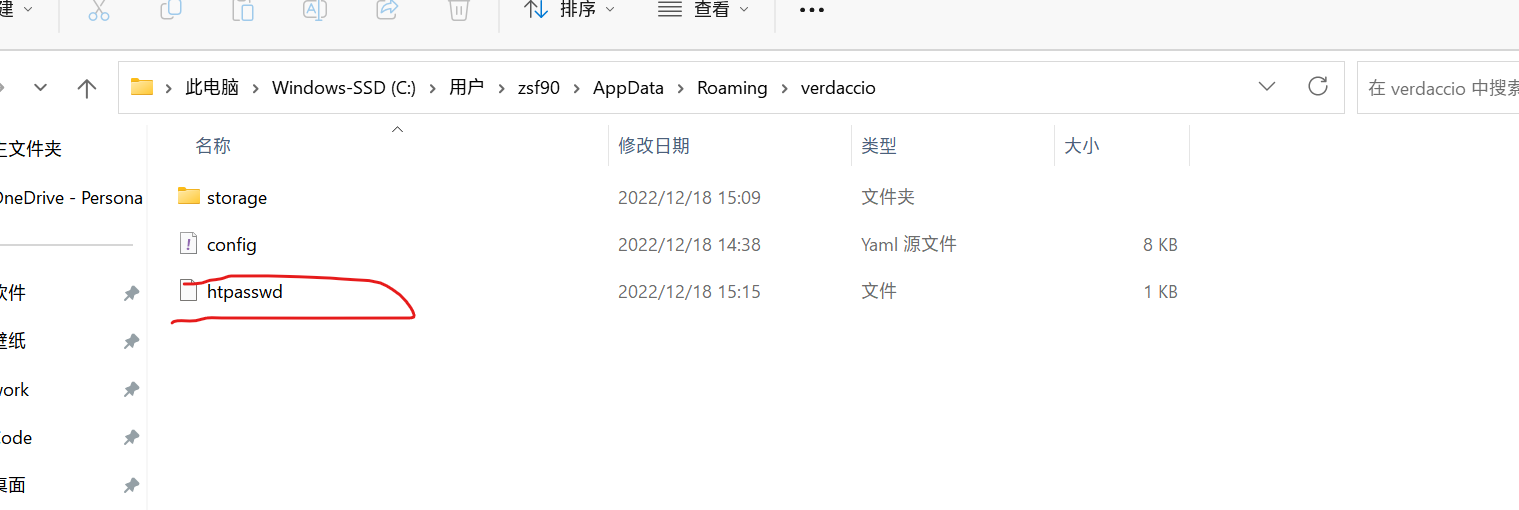 建
排序
查看
此电脑 Windows-SSD (C:) 用户 zsf90 AppData Roaming verdaccio
在 verdaccio 中搜索
名称 修改日期 类型 大小
主文件夹
OneDrive - Persona
storage 2022/12/18 15:09 文件夹
config 2022/12/18 14:38 Yaml 源文件 8 KB
软件
htpasswd 2022/12/18 15:15 文件 1 KB
壁纸
work
Code
桌面